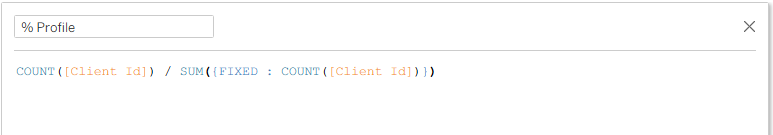 % Profile
COUNT([Client Id]) / SUM({FIXED : COUNT([Client Id])})